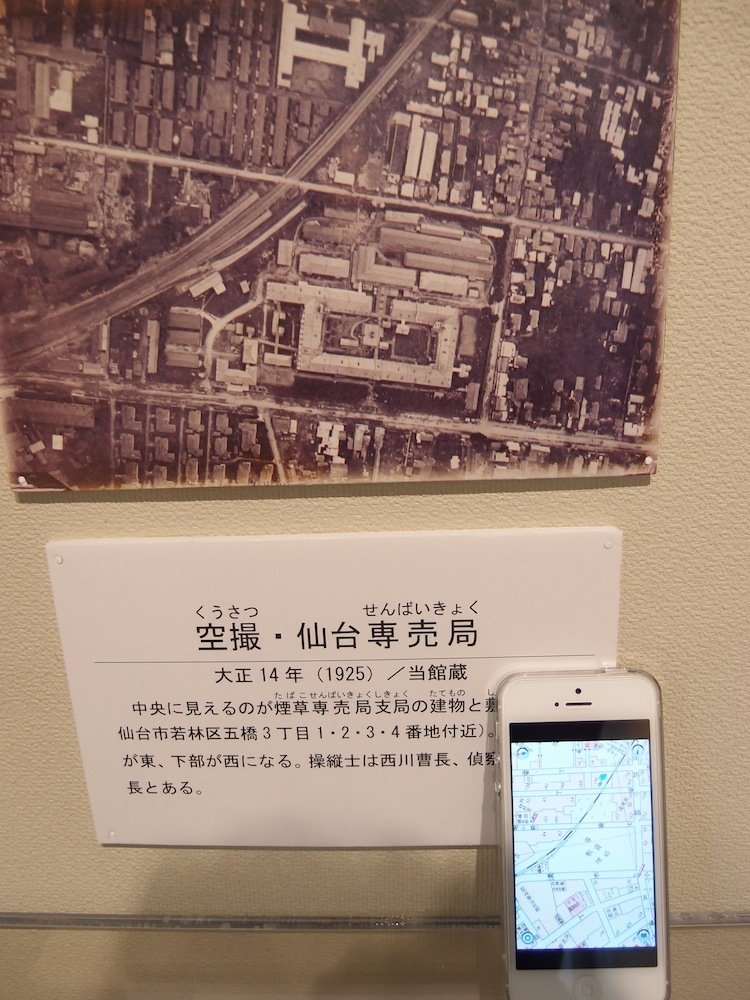 くうさつ せんばいきょく
空撮・仙台専売局
大正14年(1925)/当館蔵
たばこせんばいきょくしきょく たてもの し
中央に見えるのが煙草専売局支局の建物と敷
仙台市若林区五橋3丁目1・2・3・4番地付近)。
が東、下部が西になる。操縦士は西川曹長、偵察
長とある。